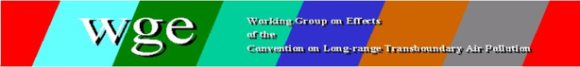 wge
Working Group on Effects
of the
Convention on Long-range Transboundary Air Pollution